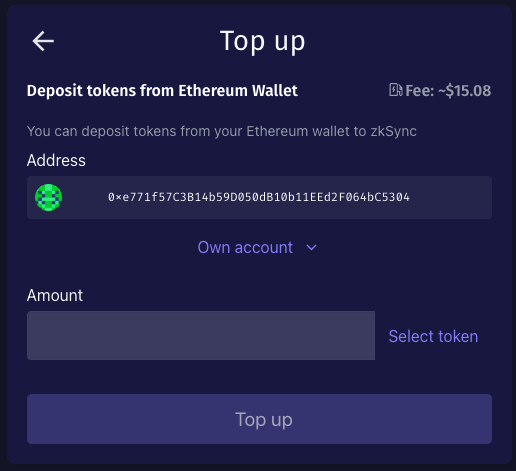 Top up
Deposit tokens from Ethereum Wallet Fee: ~$15.08
You can deposit tokens from your Ethereum wallet to zkSync
Address
0×e771f57C3B14b59D050dB10b11EEd2F064bC5304
Own account
Amount
Select token
Top up